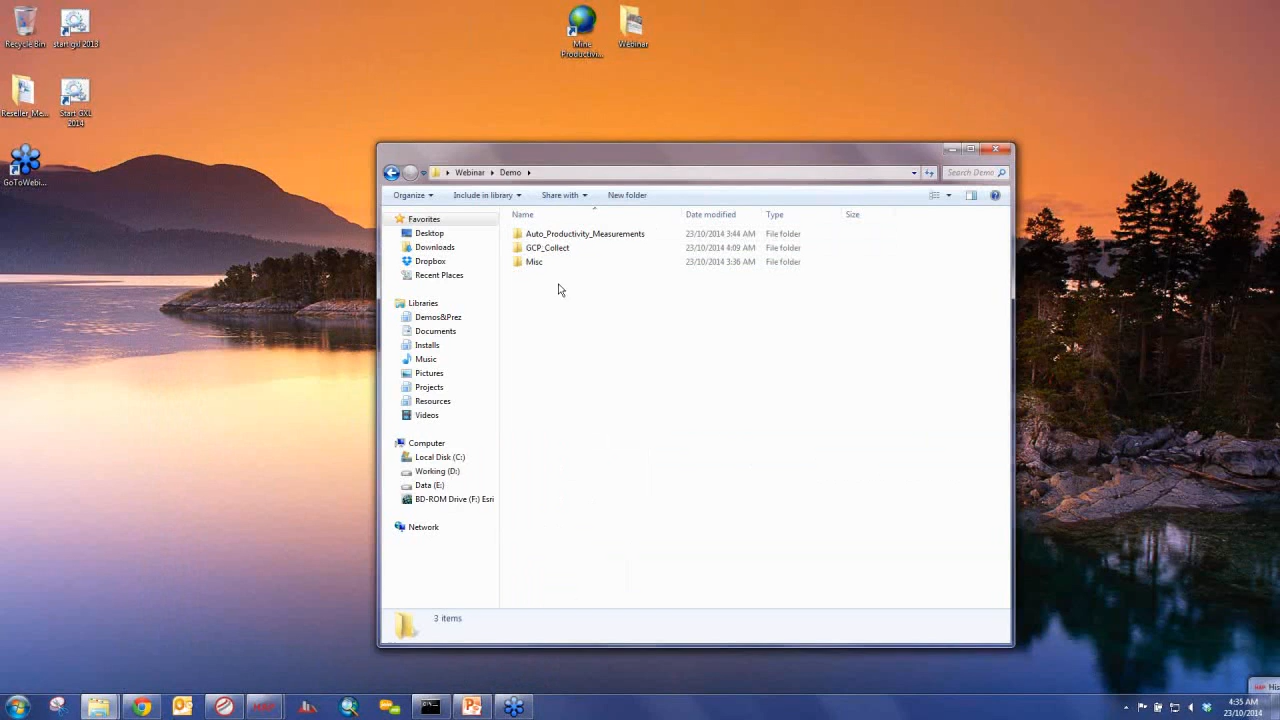 Recycle Bin
start gxl 2013
Mine
Productivi...
Webinar
Reseller Me...
Start GXL
2014
GoToWebi...
Webinar
Demo
Search Demo
Organize
Include in library
Share with
New folder
Name
Date modified
Type
Size
Favorites
Desktop
Downloads
Dropbox
Recent Places
Libraries
Demos&Prez
Documents
Installs
Music
Pictures
Projects
Resources
Videos
Computer
Local Disk (C:)
Working (D:)
Data (E:)
BD-ROM Drive (F:) Esri
Network
Auto_Productivity_Measurements 23/10/2014 3:44 AM File folder
GCP_Collect 23/10/2014 4:09 AM File folder
Misc 23/10/2014 3:36 AM File folder
3 items
His
4:35 AM
23/10/2014